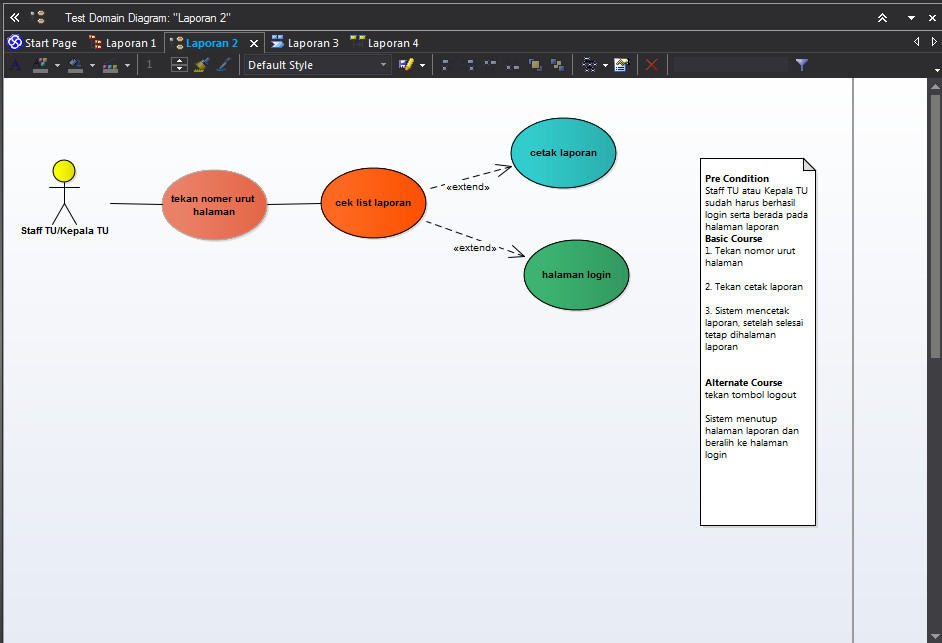 Test Domain Diagram: "Laporan 2"
Start Page
Laporan 1
Laporan 2
Laporan 3
Laporan 4
A
1
Default Style
Staff TU/Kepala TU
tekan nomer urut
halaman
cek list laporan
«extend»
cetak laporan
«extend»
halaman login
Pre Condition
Staff TU atau Kepala TU
sudah harus berhasil
login serta berada pada
halaman laporan
Basic Course
1. Tekan nomor urut
halaman
2. Tekan cetak laporan
3. Sistem mencetak
laporan, setelah selesai
tetap dihalaman
laporan
Alternate Course
tekan tombol logout
Sistem menutup
halaman laporan dan
beralih ke halaman
login